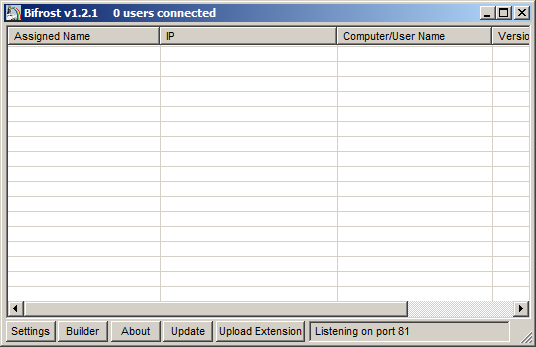 Bifrost v1.2.1 0 users connected
Assigned Name IP Computer/User Name Versio
Settings Builder About Update Upload Extension Listening on port 81